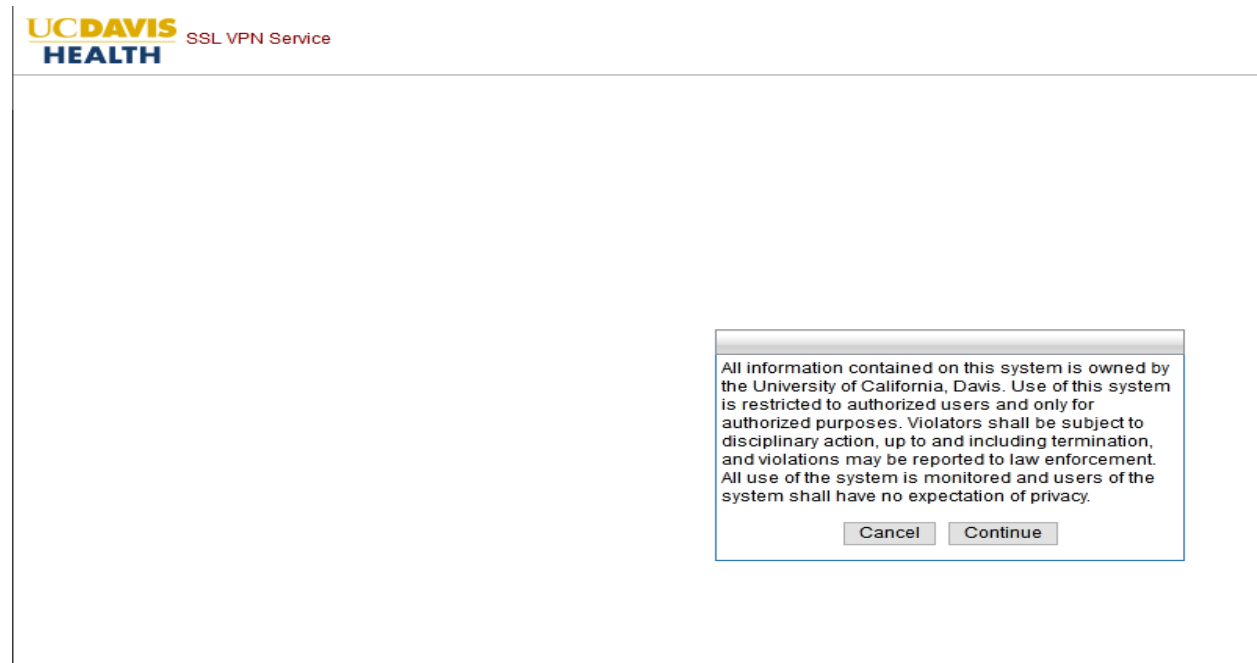 UCDAVIS
HEALTH
SSL VPN Service
All information contained on this system is owned by
the University of California, Davis. Use of this system
is restricted to authorized users and only for
authorized purposes. Violators shall be subject to
disciplinary action, up to and including termination,
and violations may be reported to law enforcement.
All use of the system is monitored and users of the
system shall have no expectation of privacy.
Cancel Continue